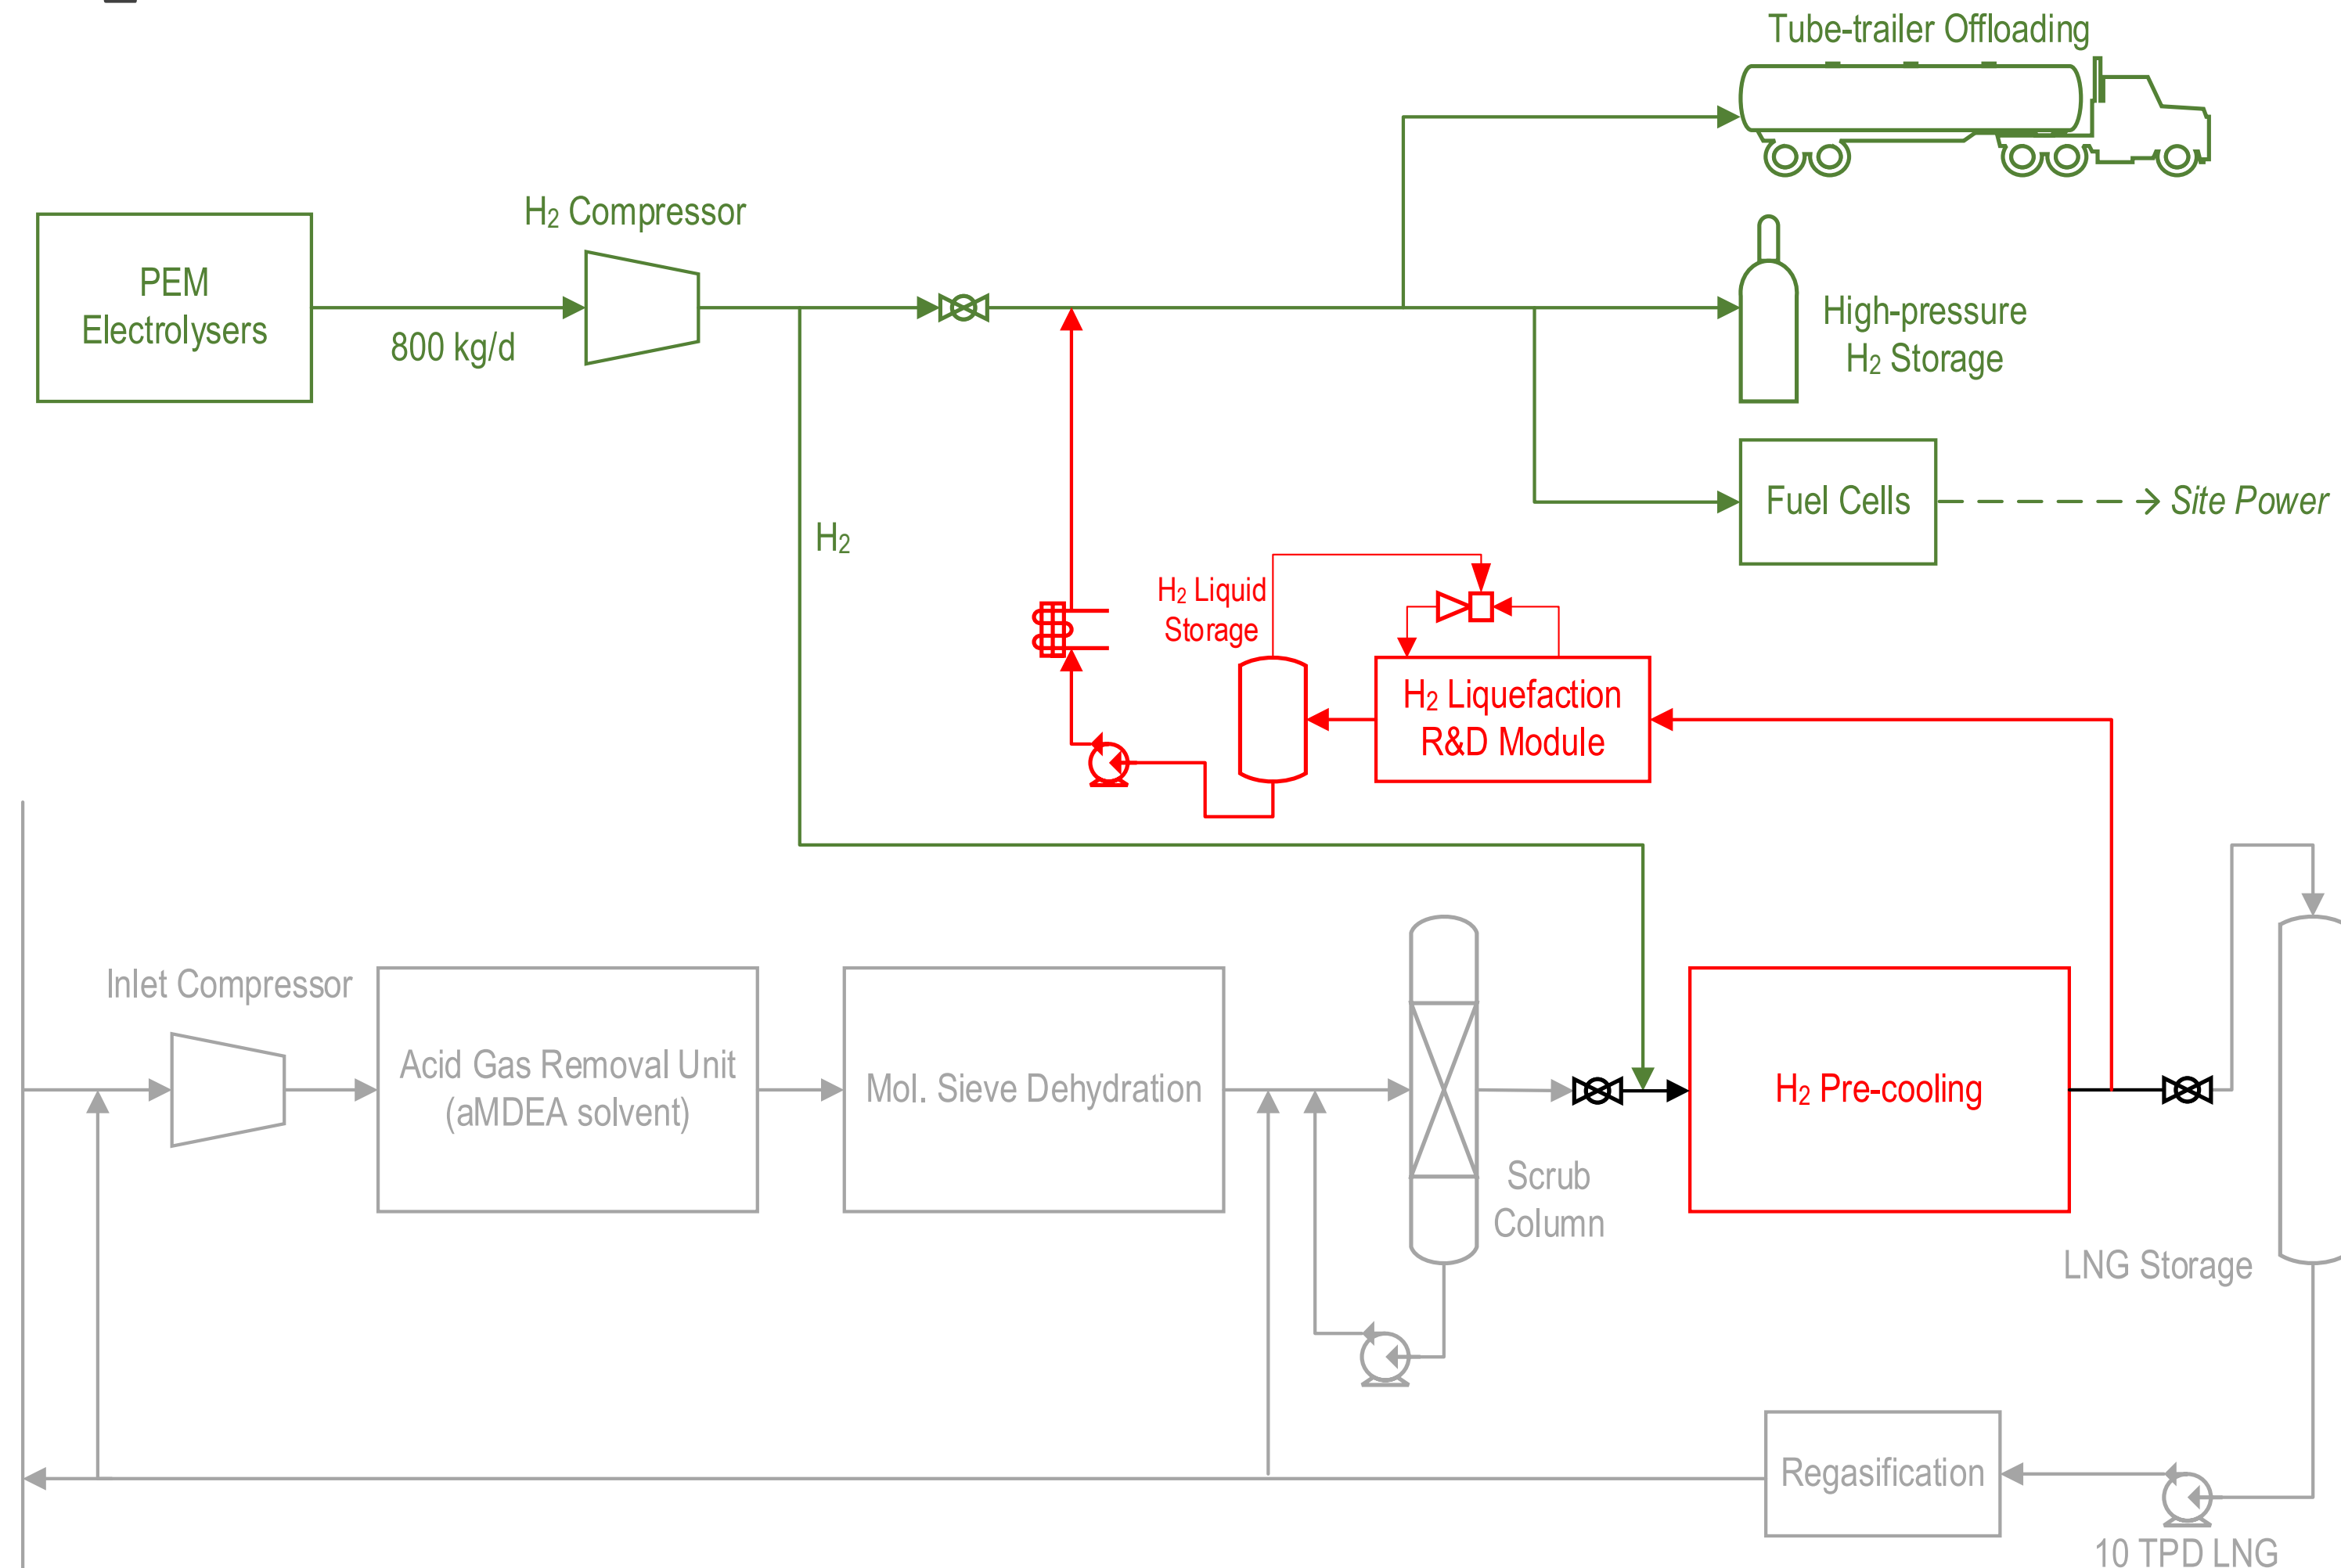 Tube-trailer Offloading
H₂ Compressor
PEM
Electrolysers
800 kg/d
High-pressure
H₂ Storage
Fuel Cells
Site Power
H₂
H₂ Liquid
Storage
H₂ Liquefaction
R&D Module
Inlet Compressor
Acid Gas Removal Unit
(aMDEA solvent)
Mol. Sieve Dehydration
H₂ Pre-cooling
Scrub
Column
LNG Storage
Regasification
10 TPD LNG